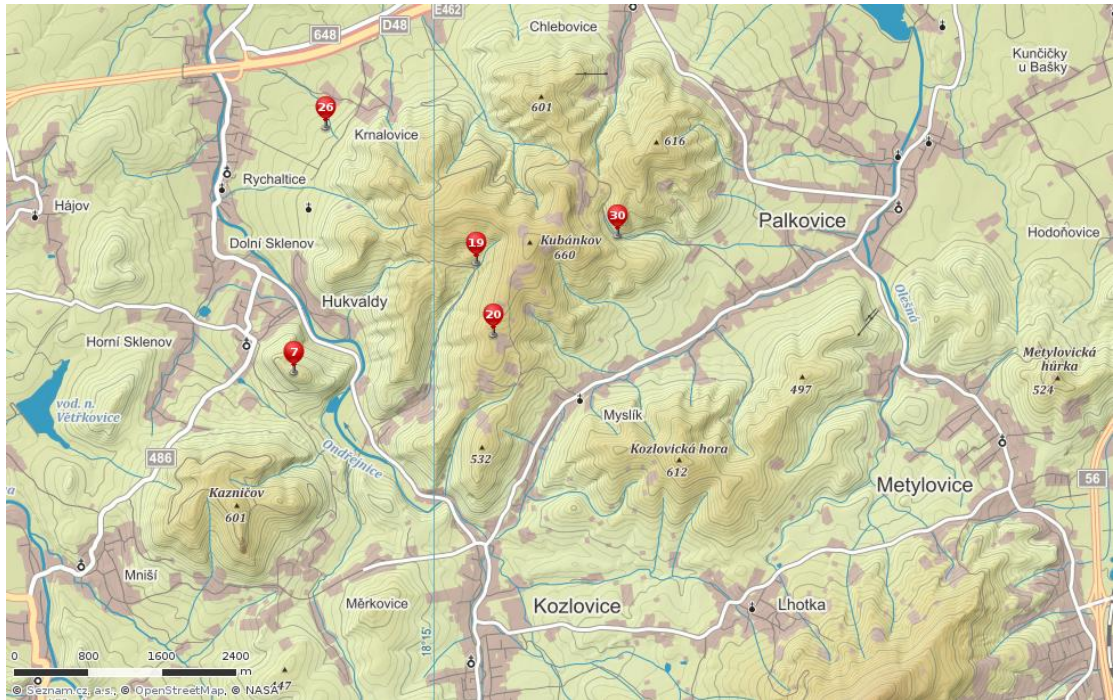 E462
D48
648
Chlebovice
Kunčičky
u Bašky
26
601
Krnalovice
616
Rychaltice
Hájov
30
Palkovice
Dolní Sklenov
19
Kubánkov
660
Hodoňovice
Hukvaldy
20
Olešná
Horní Sklenov
7
Metylovická
hůrka
524
vod. n.
Větřkovice
497
Myslík
Ondřejnice
532
Kozlovická hora
612
486
Kazničov
601
Metylovice
56
Mniší
Měrkovice
Kozlovice
Lhotka
18°15'
0 800 1600 2400
m
447
© Seznam.cz, a.s., © OpenStreetMap, © NASA